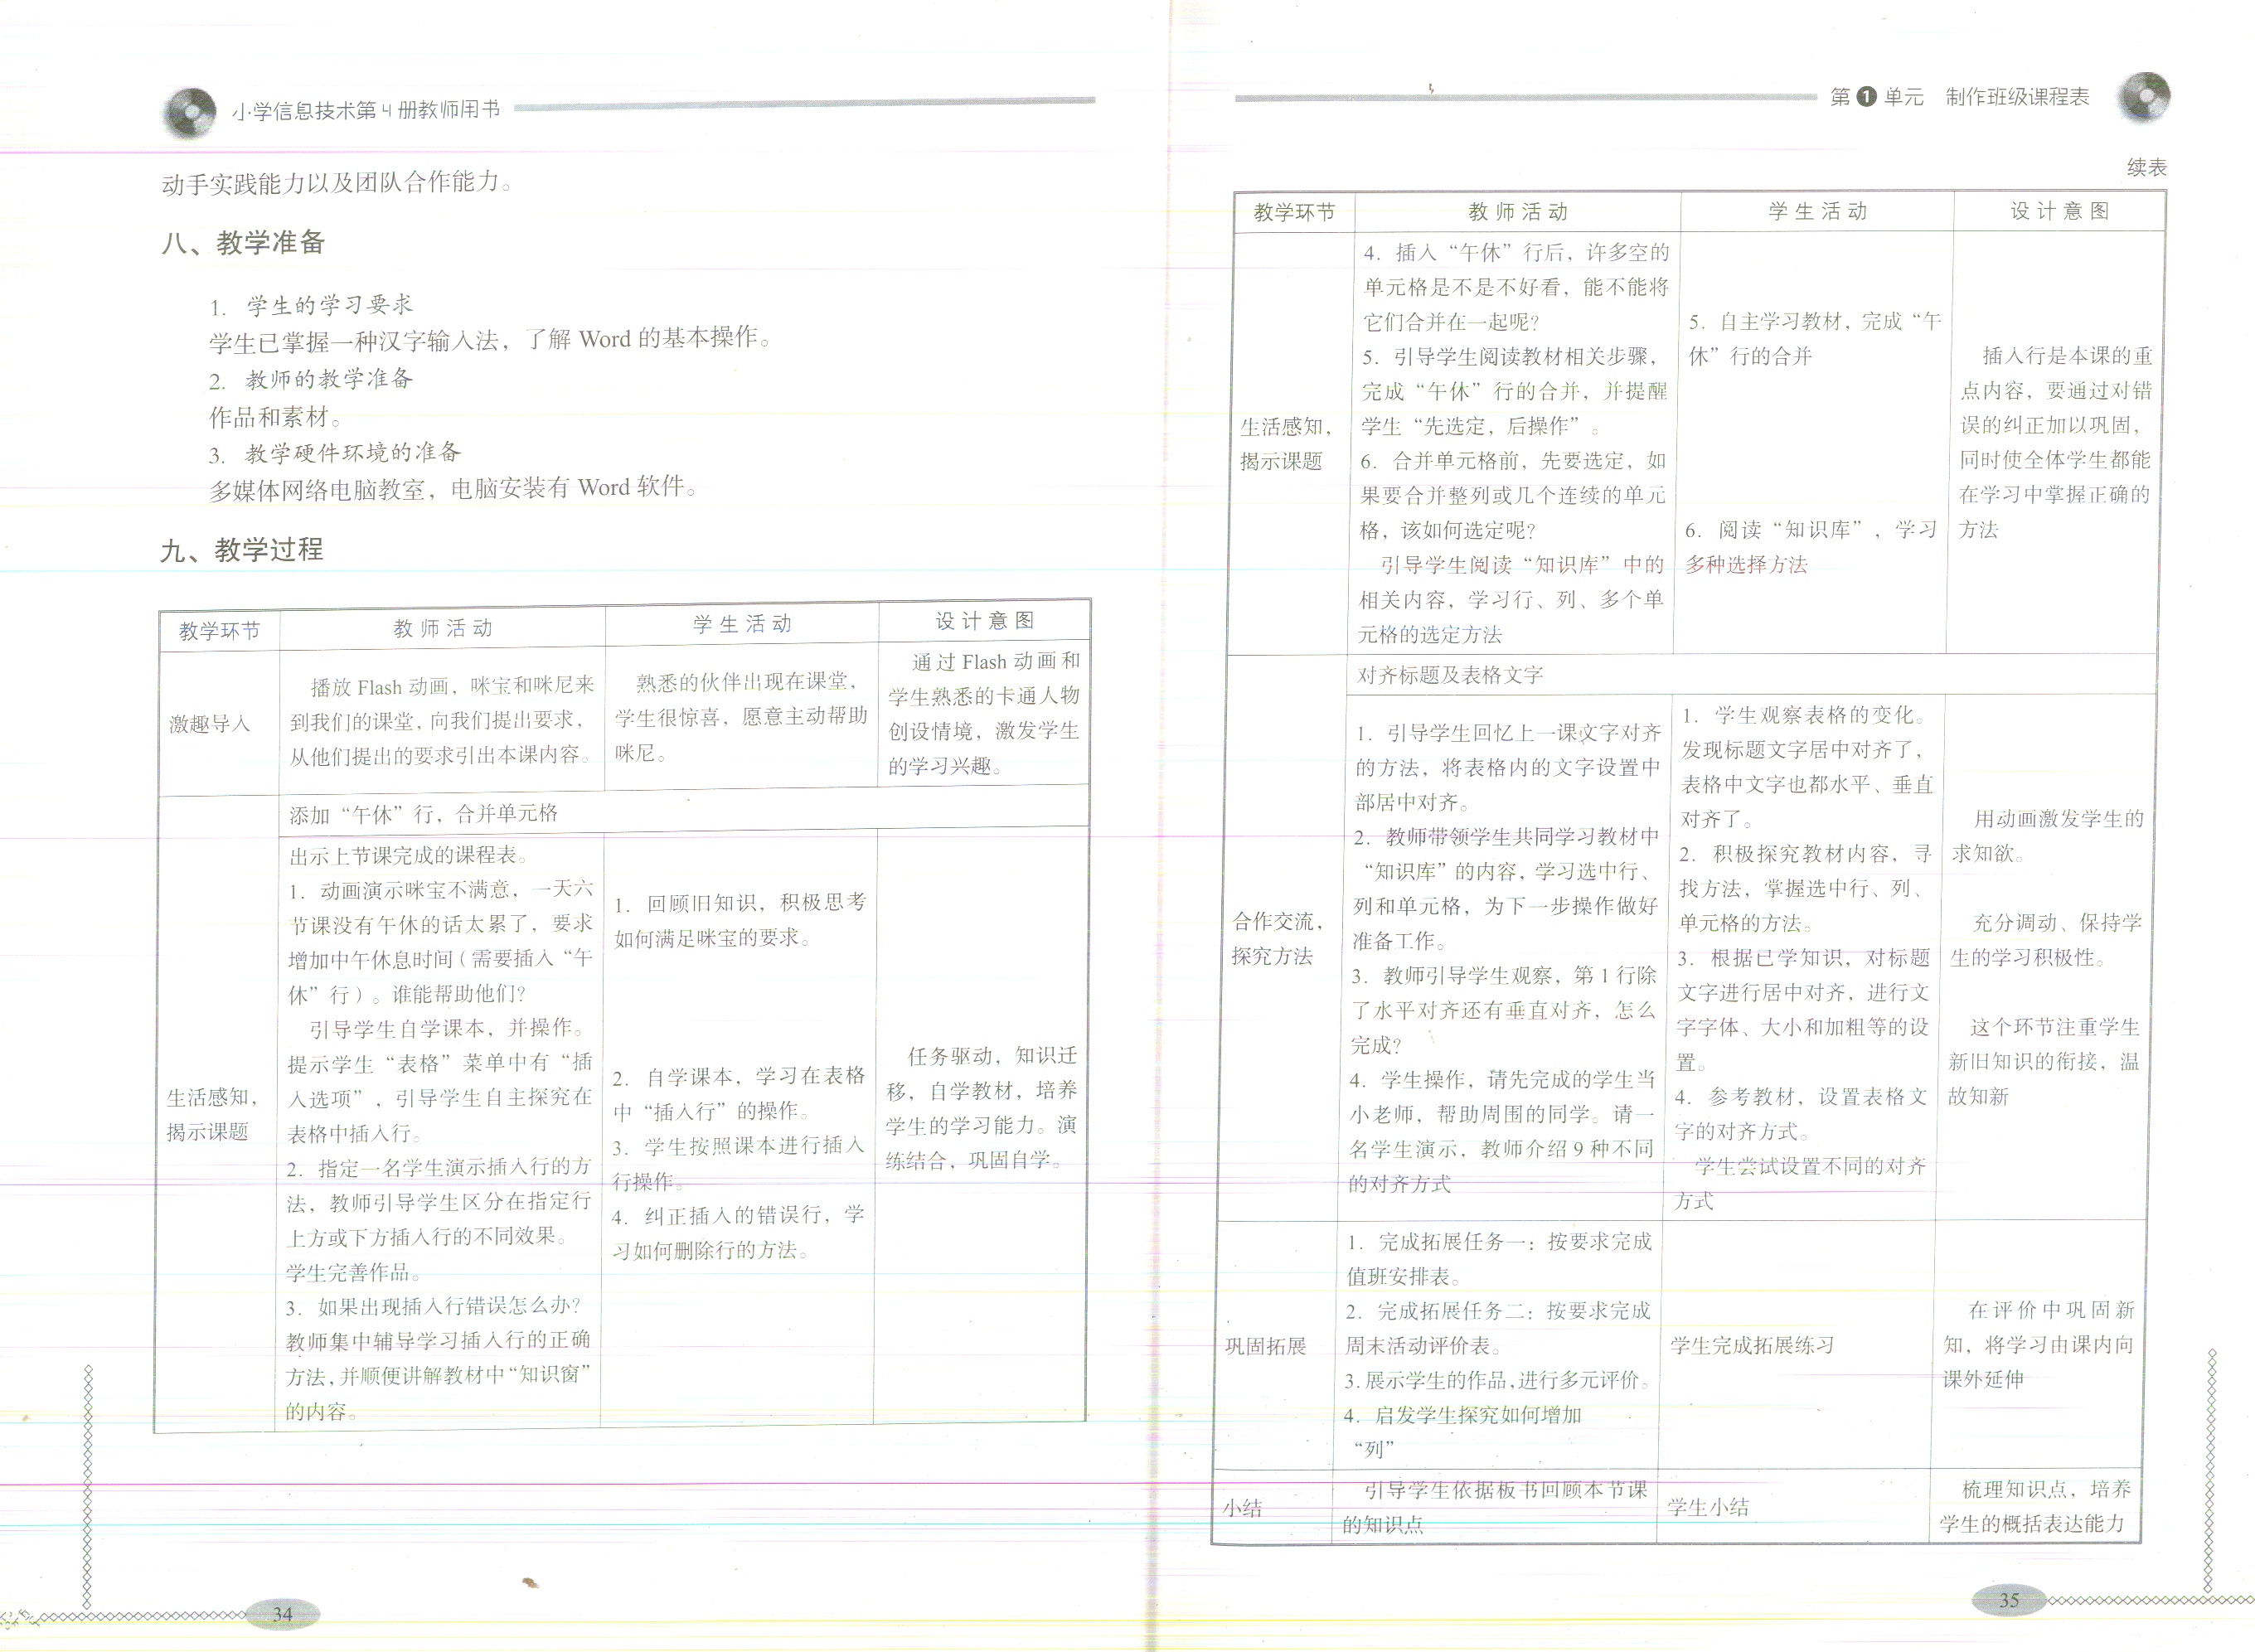 小学信息技术第4册教师用书
动手实践能力以及团队合作能力。
八、教学准备
1. 学生的学习要求
学生已掌握一种汉字输入法，了解 Word 的基本操作。
2. 教师的教学准备
作品和素材。
3. 教学硬件环境的准备
多媒体网络电脑教室，电脑安装有 Word 软件。
九、教学过程
教学环节
教 师 活 动
学 生 活 动
设 计 意 图
激趣导入
播放 Flash 动画，咪宝和咪尼来
到我们的课堂，向我们提出要求，
从他们提出的要求引出本课内容。
熟悉的伙伴出现在课堂，
学生很惊喜，愿意主动帮助
咪尼。
通过 Flash 动画和
学生熟悉的卡通人物
创设情境，激发学生
的学习兴趣。
生活感知，
揭示课题
添加“午休”行，合并单元格
出示上节课完成的课程表。
1. 动画演示咪宝不满意，一天六
节课没有午休的话太累了，要求
增加中午休息时间（需要插入“午
休”行）。谁能帮助他们？
引导学生自学课本，并操作。
提示学生“表格”菜单中有“插
入选项”，引导学生自主探究在
表格中插入行。
2. 指定一名学生演示插入行的方
法，教师引导学生区分在指定行
上方或下方插入行的不同效果。
学生完善作品。
3. 如果出现插入行错误怎么办？
教师集中辅导学习插入行的正确
方法，并顺便讲解教材中“知识窗”
的内容。
1. 回顾旧知识，积极思考
如何满足咪宝的要求。
2. 自学课本，学习在表格
中“插入行”的操作。
3. 学生按照课本进行插入
行操作。
4. 纠正插入的错误行，学
习如何删除行的方法。
任务驱动，知识迁
移，自学教材，培养
学生的学习能力。演
练结合，巩固自学。
34
第1单元 制作班级课程表
续表
教学环节
教 师 活 动
学 生 活 动
设 计 意 图
生活感知，
揭示课题
4. 插入“午休”行后，许多空的
单元格是不是不好看，能不能将
它们合并在一起呢？
5. 引导学生阅读教材相关步骤，
完成“午休”行的合并，并提醒
学生“先选定，后操作”。
6. 合并单元格前，先要选定，如
果要合并整列或几个连续的单元
格，该如何选定呢？
引导学生阅读“知识库”中的
相关内容，学习行、列、多个单
元格的选定方法
5. 自主学习教材，完成“午
休”行的合并
6. 阅读“知识库”，学习
多种选择方法
插入行是本课的重
点内容，要通过对错
误的纠正加以巩固，
同时使全体学生都能
在学习中掌握正确的
方法
合作交流，
探究方法
对齐标题及表格文字
1. 引导学生回忆上一课文字对齐
的方法，将表格内的文字设置中
部居中对齐。
2. 教师带领学生共同学习教材中
“知识库”的内容，学习选中行、
列和单元格，为下一步操作做好
准备工作。
3. 教师引导学生观察，第 1 行除
了水平对齐还有垂直对齐，怎么
完成？
4. 学生操作，请先完成的学生当
小老师，帮助周围的同学。请一
名学生演示，教师介绍 9 种不同
的对齐方式
1. 学生观察表格的变化。
发现标题文字居中对齐了，
表格中文字也都水平、垂直
对齐了。
2. 积极探究教材内容，寻
找方法，掌握选中行、列、
单元格的方法。
3. 根据已学知识，对标题
文字进行居中对齐，进行文
字字体、大小和加粗等的设
置。
4. 参考教材，设置表格文
字的对齐方式。
学生尝试设置不同的对齐
方式
用动画激发学生的
求知欲。
充分调动、保持学
生的学习积极性。
这个环节注重学生
新旧知识的衔接，温
故知新
巩固拓展
1. 完成拓展任务一：按要求完成
值班安排表。
2. 完成拓展任务二：按要求完成
周末活动评价表。
3. 展示学生的作品，进行多元评价。
4. 启发学生探究如何增加
“列”
学生完成拓展练习
在评价中巩固新
知，将学习由课内向
课外延伸
小结
引导学生依据板书回顾本节课
的知识点
学生小结
梳理知识点，培养
学生的概括表达能力
35